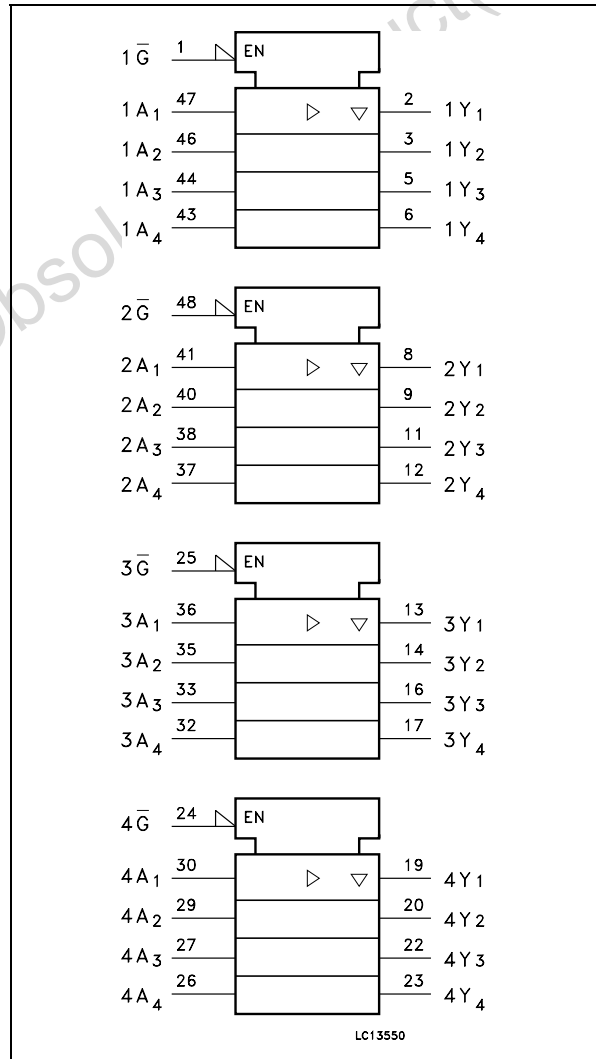 obsol
uct(
1G̅ 1 EN
1A1 47 2 1Y1
1A2 46 3 1Y2
1A3 44 5 1Y3
1A4 43 6 1Y4
2G̅ 48 EN
2A1 41 8 2Y1
2A2 40 9 2Y2
2A3 38 11 2Y3
2A4 37 12 2Y4
3G̅ 25 EN
3A1 36 13 3Y1
3A2 35 14 3Y2
3A3 33 16 3Y3
3A4 32 17 3Y4
4G̅ 24 EN
4A1 30 19 4Y1
4A2 29 20 4Y2
4A3 27 22 4Y3
4A4 26 23 4Y4
LC13550